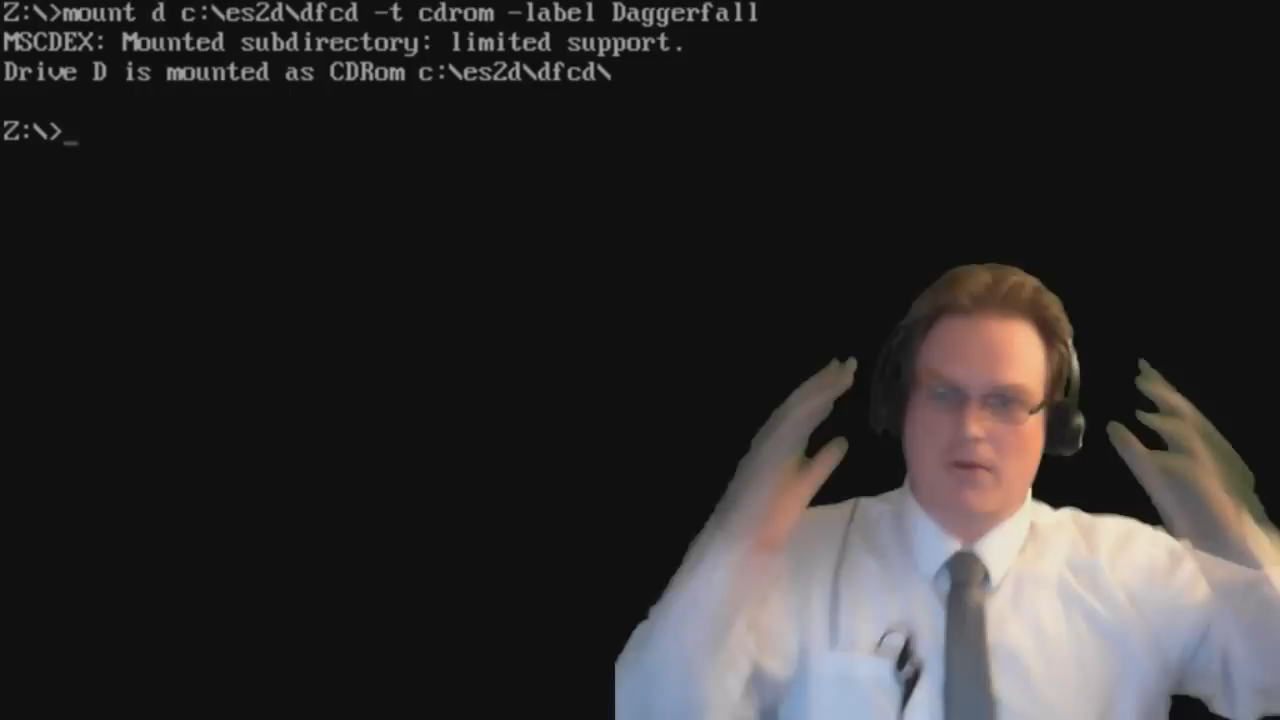 Z:\>mount d c:\es2d\dfcd -t cdrom -label Daggerfall
MSCDEX: Mounted subdirectory: limited support.
Drive D is mounted as CDRom c:\es2d\dfcd\
Z:\>_